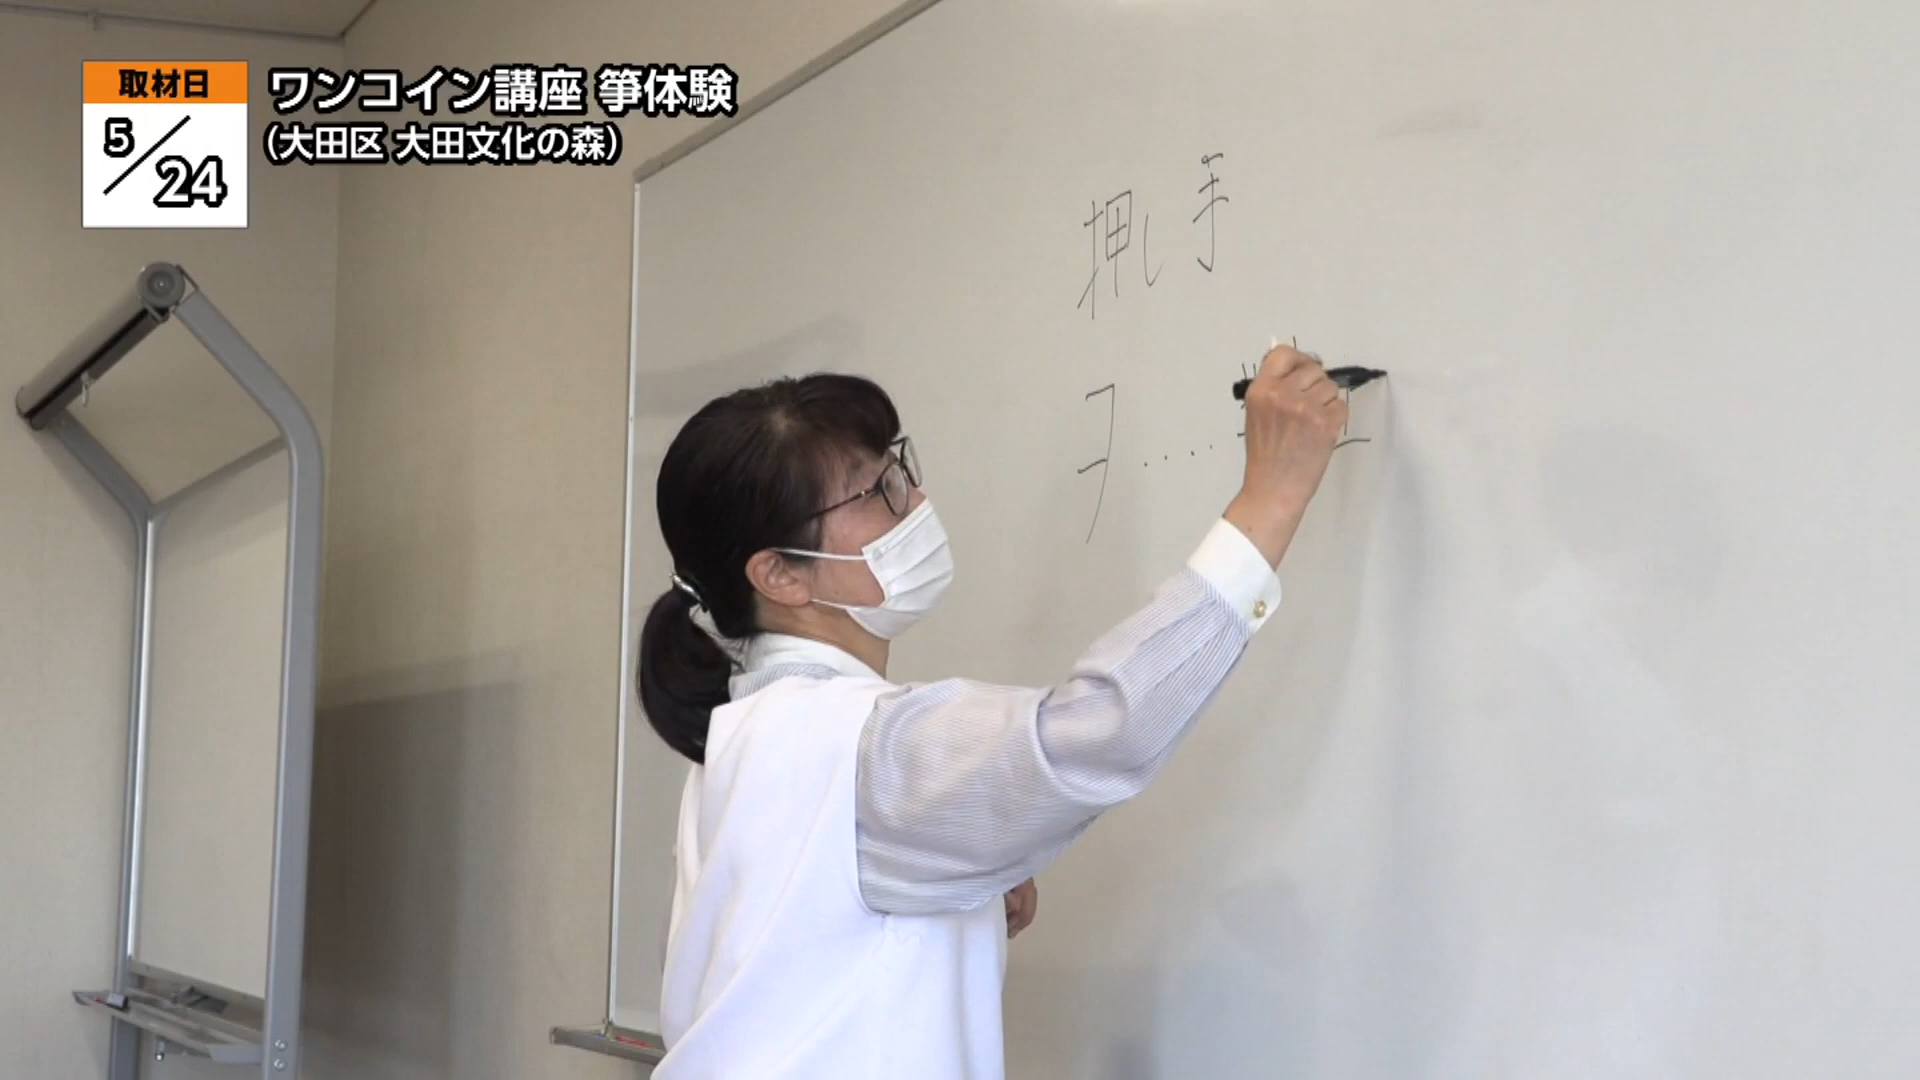 取材日
5/24
ワンコイン講座 箏体験
(大田区 大田文化の森)
押し手
ヨ....